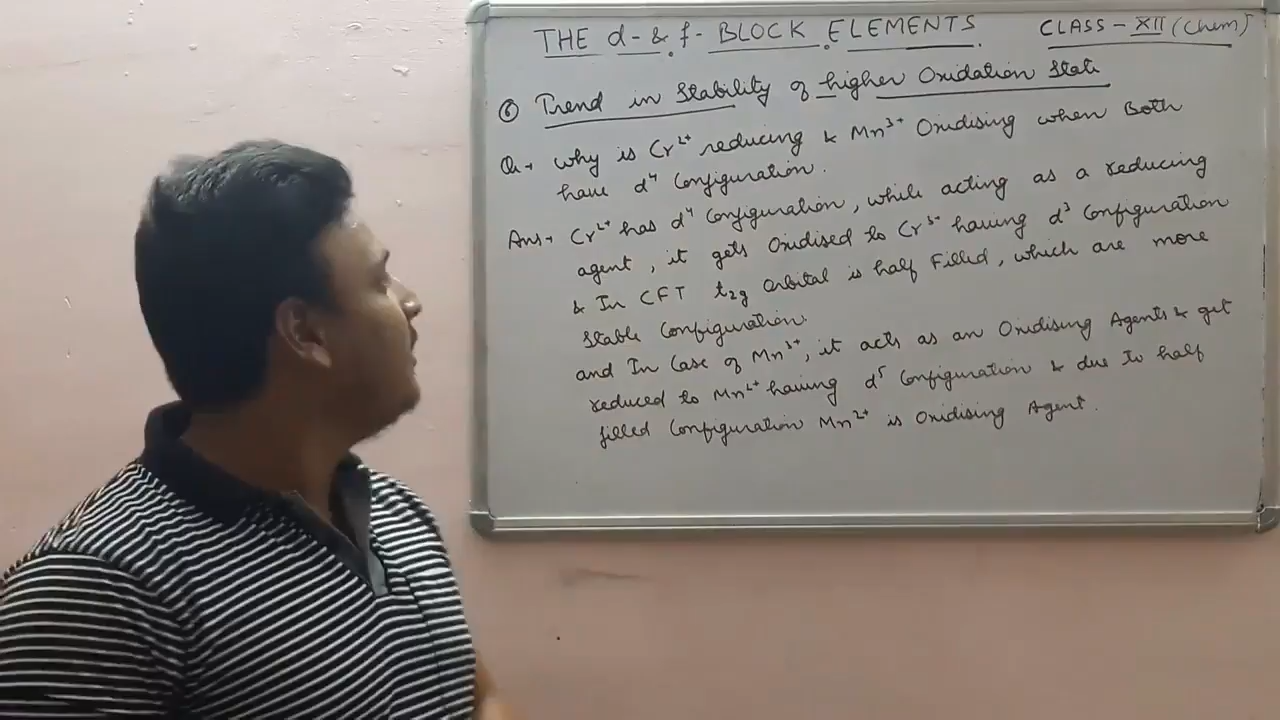 THE d- & f- BLOCK ELEMENTS. CLASS - XII (Chem)
⑥ Trend in Stability of higher Oxidation State
Q→ why is Cr²⁺ reducing & Mn³⁺ Oxidising when Both
have d⁴ Configuration.
Ans→ Cr²⁺ has d⁴ Configuration, while acting as a reducing
agent, it gets Oxidised to Cr³⁺ having d³ Configuration
& In CFT t₂g orbital is half Filled, which are more
Stable Configuration.
and In Case of Mn³⁺, it acts as an Oxidising Agents & get
reduced to Mn²⁺ having d⁵ Configuration & due to half
filled Configuration Mn²⁺ is Oxidising Agent.